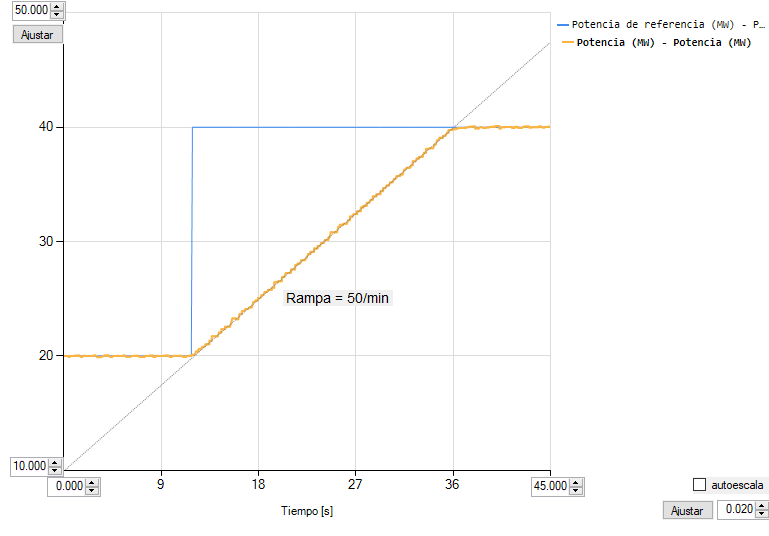 50.000
Ajustar
Potencia de referencia (MW) - P…
Potencia (MW) - Potencia (MW)
40
30
Rampa = 50/min
20
10.000
0.000
9
18
27
36
45.000
Tiempo [s]
autoescala
Ajustar
0.020